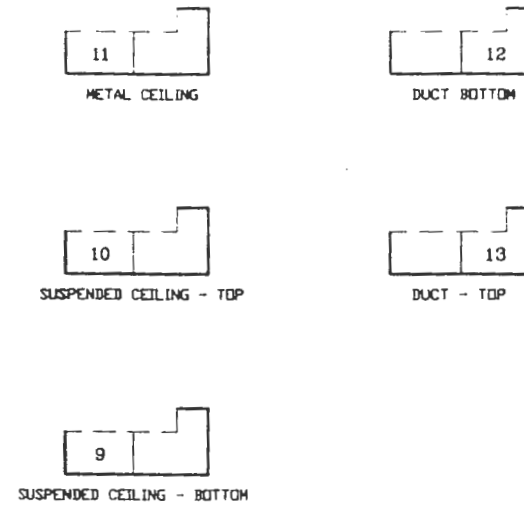 11
METAL CEILING
12
DUCT BOTTOM
10
SUSPENDED CEILING - TOP
13
DUCT - TOP
9
SUSPENDED CEILING - BOTTOM